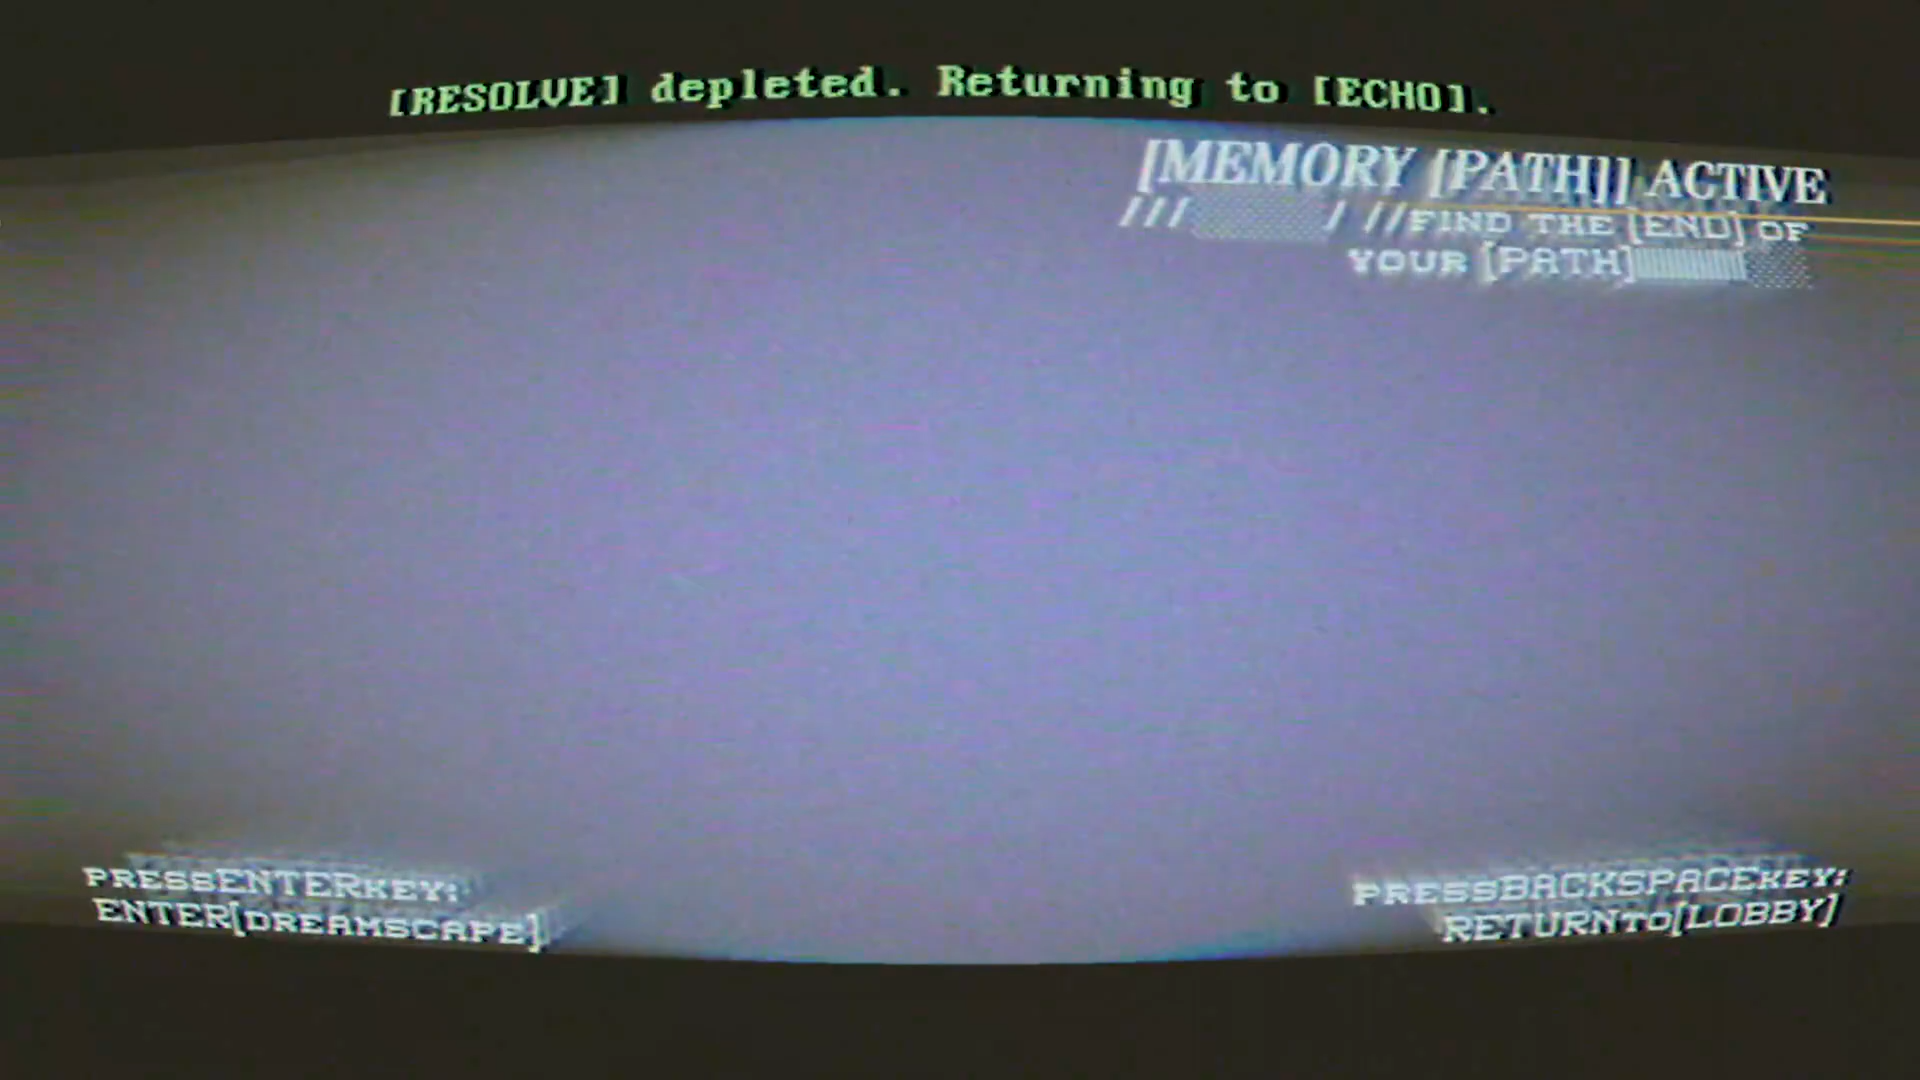 [RESOLVE] depleted. Returning to [ECHO].
[MEMORY [PATH]] ACTIVE
/// / //FIND THE [END] OF
YOUR [PATH]
PRESSENTERKEY:
ENTER[DREAMSCAPE]
PRESSBACKSPACEKEY:
RETURNTO[LOBBY]